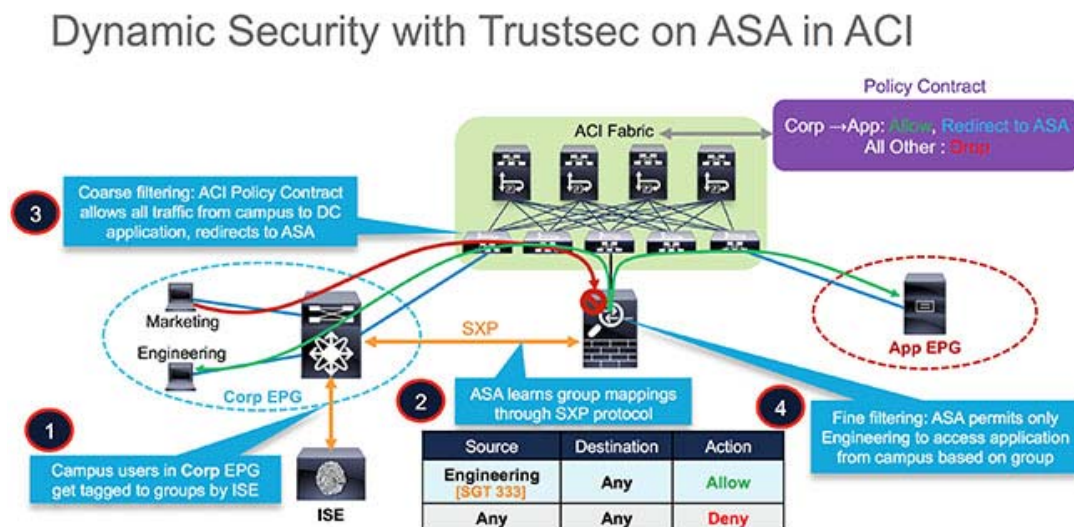 Dynamic Security with Trustsec on ASA in ACI
Policy Contract
Corp →App: Allow, Redirect to ASA
All Other : Drop
ACI Fabric
3
Coarse filtering: ACI Policy Contract
allows all traffic from campus to DC
application, redirects to ASA
Marketing
Engineering
Corp EPG
SXP
App EPG
1
Campus users in Corp EPG
get tagged to groups by ISE
ISE
2
ASA learns group mappings
through SXP protocol
4
Fine filtering: ASA permits only
Engineering to access application
from campus based on group
Source Destination Action
Engineering
[SGT 333] Any Allow
Any Any Deny